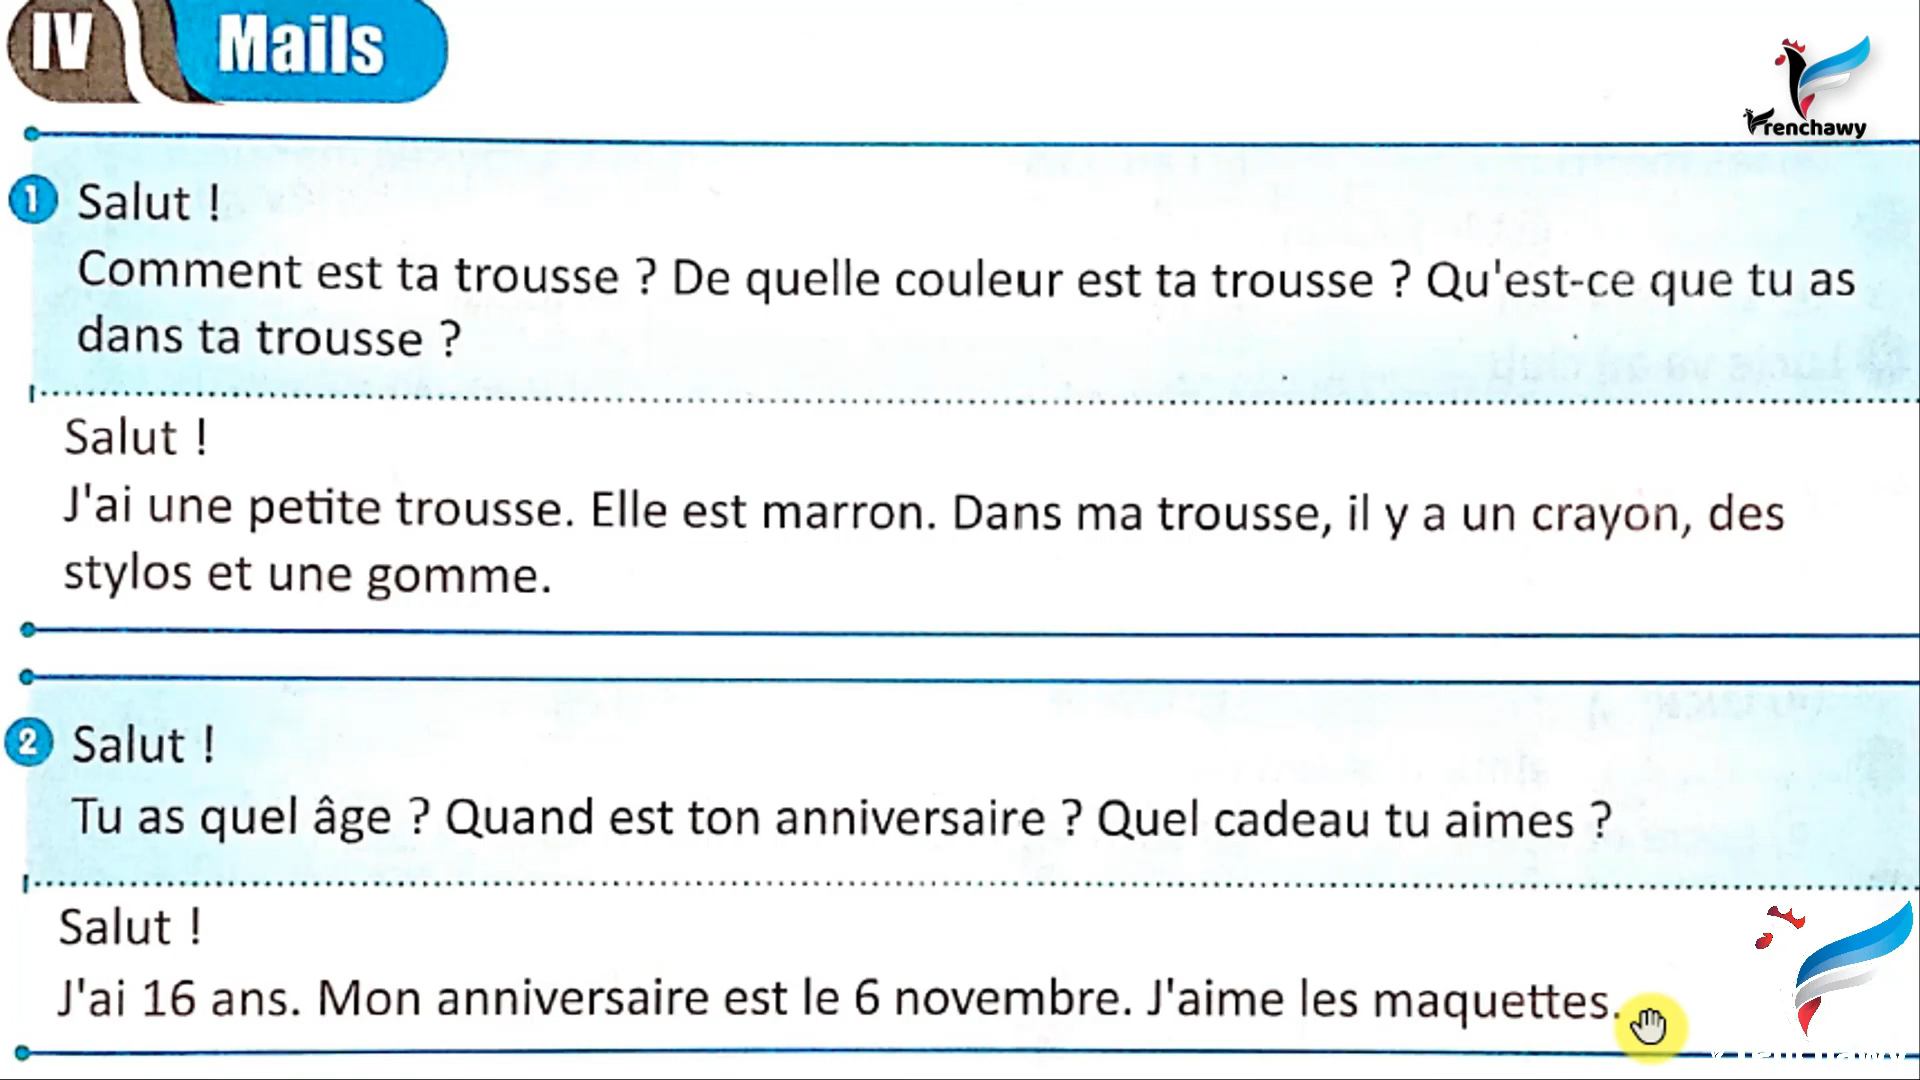 IV Mails
Frenchawy
1 Salut !
Comment est ta trousse ? De quelle couleur est ta trousse ? Qu'est-ce que tu as
dans ta trousse ?
Salut !
J'ai une petite trousse. Elle est marron. Dans ma trousse, il y a un crayon, des
stylos et une gomme.
2 Salut !
Tu as quel âge ? Quand est ton anniversaire ? Quel cadeau tu aimes ?
Salut !
J'ai 16 ans. Mon anniversaire est le 6 novembre. J'aime les maquettes.
Frenchawy